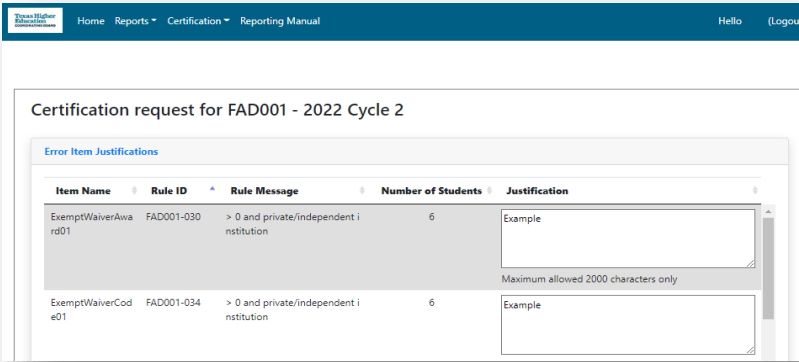 Texas Higher
Education
COORDINATING BOARD
Home Reports Certification Reporting Manual Hello (Logou
Certification request for FAD001 - 2022 Cycle 2
Error Item Justifications
Item Name Rule ID Rule Message Number of Students Justification
ExemptWaiverAwa FAD001-030 > 0 and private/independent i 6 Example
rd01 nstitution
Maximum allowed 2000 characters only
ExemptWaiverCod FAD001-034 > 0 and private/independent i 6 Example
e01 nstitution